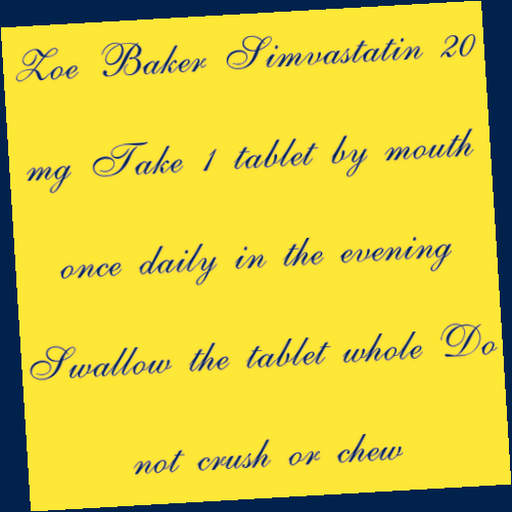 Zoe Baker Simvastatin 20
mg Take 1 tablet by mouth
once daily in the evening
Swallow the tablet whole Do
not crush or chew